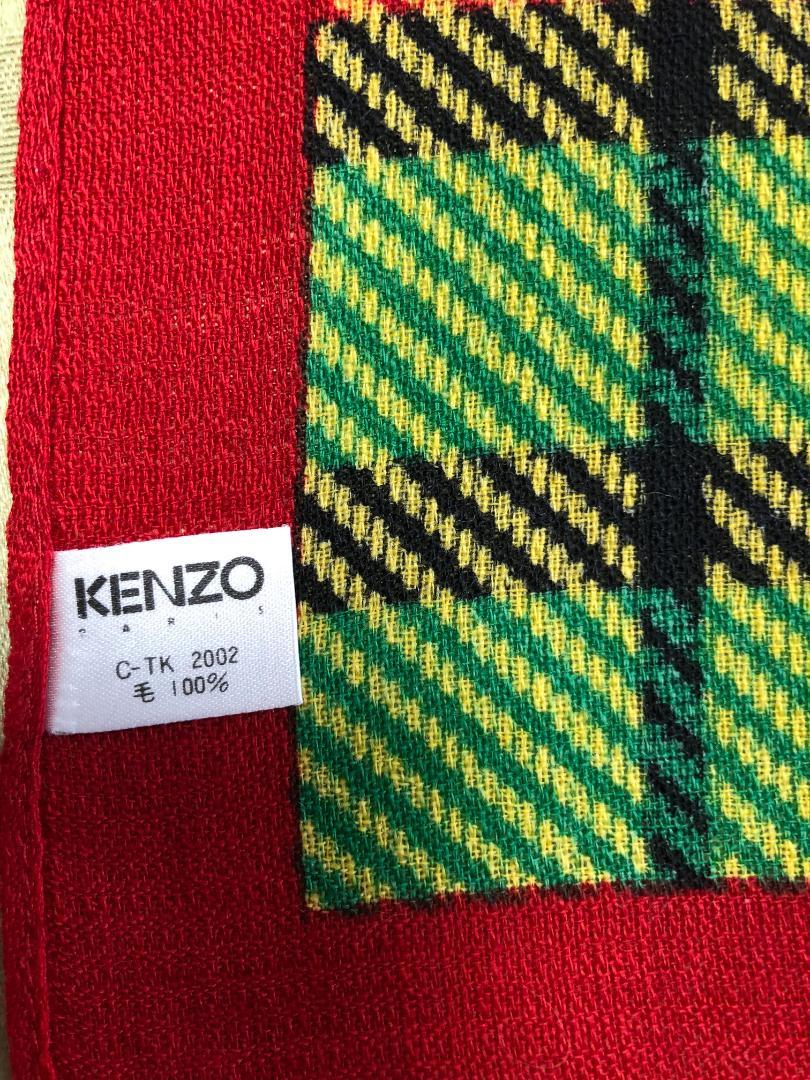 KENZO
PARIS
C-TK 2002
毛 100%